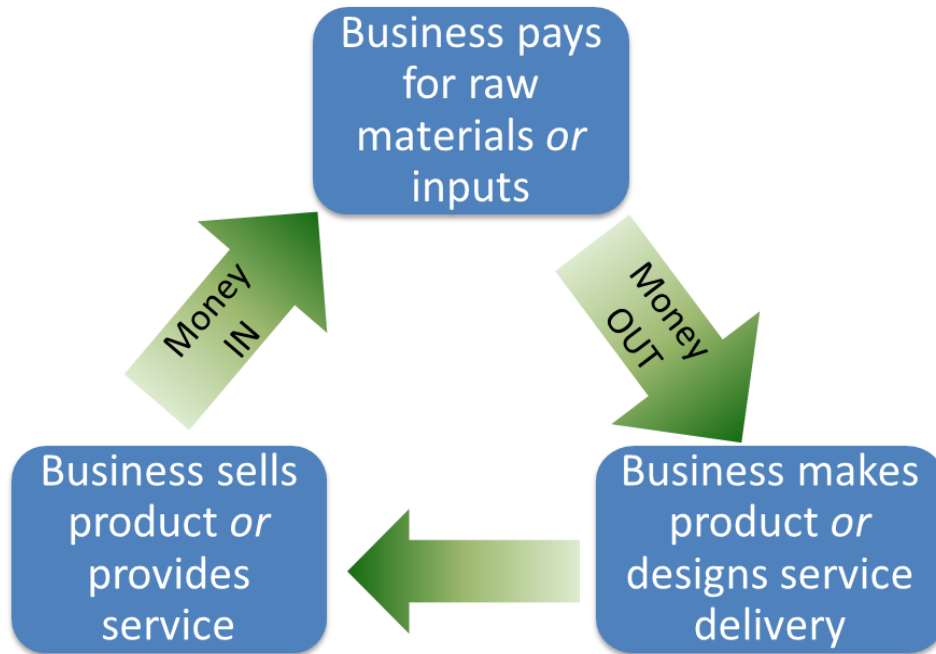 Business pays
for raw
materials or
inputs
Money
IN
Money
OUT
Business sells
product or
provides
service
Business makes
product or
designs service
delivery